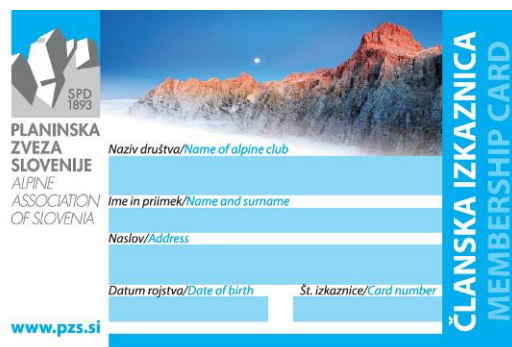 SPD
1893
PLANINSKA
ZVEZA
SLOVENIJE
ALPINE
ASSOCIATION
OF SLOVENIA
www.pzs.si
Naziv društva/Name of alpine club
Ime in priimek/Name and surname
Naslov/Address
Datum rojstva/Date of birth
Št. izkaznice/Card number
ČLANSKA IZKAZNICA
MEMBERSHIP CARD